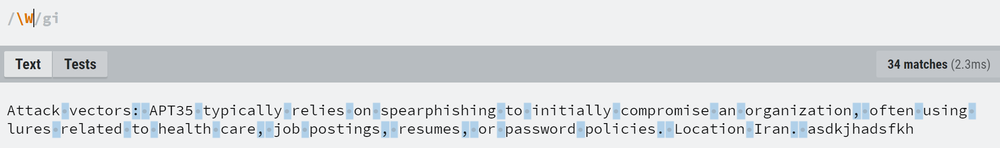 /\W/gi
Text Tests 34 matches (2.3ms)
Attack vectors: APT35 typically relies on spearphishing to initially compromise an organization, often using
lures related to health care, job postings, resumes, or password policies. Location Iran. asdkjhadsfkh